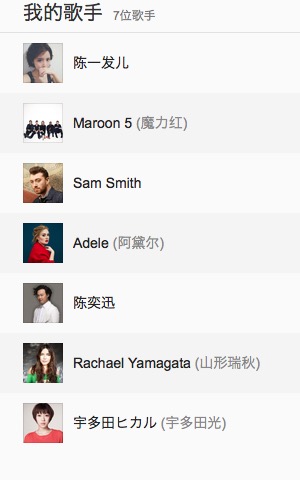 我的歌手 7位歌手
陈一发儿
Maroon 5 (魔力红)
Sam Smith
Adele (阿黛尔)
陈奕迅
Rachael Yamagata (山形瑞秋)
宇多田ヒカル (宇多田光)